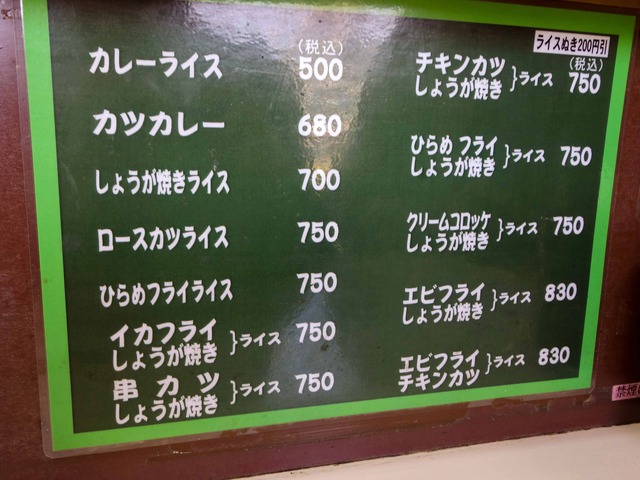 (税込)
カレーライス 500
カツカレー 680
しょうが焼きライス 700
ロースカツライス 750
ひらめフライライス 750
イカフライ
しょうが焼き }ライス 750
串カツ
しょうが焼き }ライス 750
ライスぬき200円引
(税込)
チキンカツ
しょうが焼き }ライス 750
ひらめフライ
しょうが焼き }ライス 750
クリームコロッケ
しょうが焼き }ライス 750
エビフライ
しょうが焼き }ライス 830
エビフライ
チキンカツ }ライス 830
禁煙